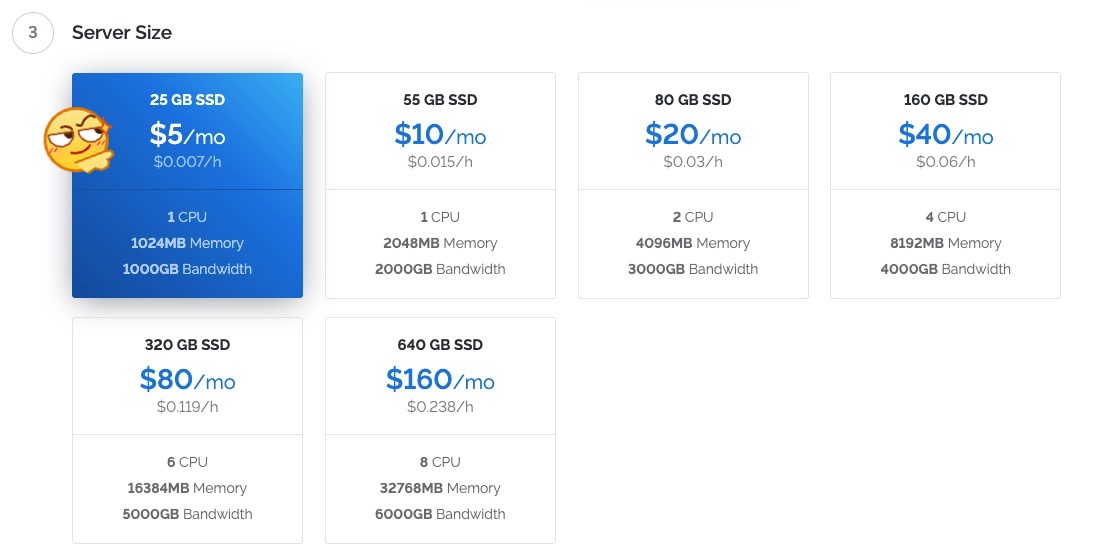 3 Server Size
25 GB SSD
$5/mo
$0.007/h
1 CPU
1024MB Memory
1000GB Bandwidth
55 GB SSD
$10/mo
$0.015/h
1 CPU
2048MB Memory
2000GB Bandwidth
80 GB SSD
$20/mo
$0.03/h
2 CPU
4096MB Memory
3000GB Bandwidth
160 GB SSD
$40/mo
$0.06/h
4 CPU
8192MB Memory
4000GB Bandwidth
320 GB SSD
$80/mo
$0.119/h
6 CPU
16384MB Memory
5000GB Bandwidth
640 GB SSD
$160/mo
$0.238/h
8 CPU
32768MB Memory
6000GB Bandwidth